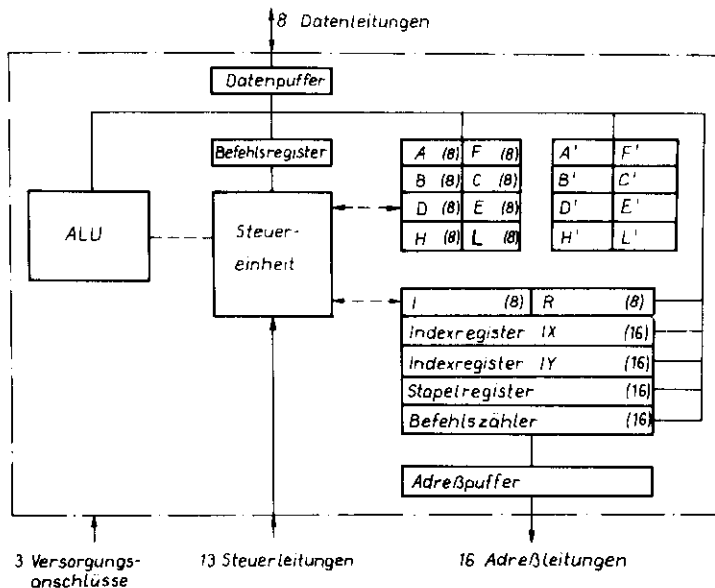 8 Datenleitungen
Datenpuffer
Befehlsregister
ALU
Steuer-
einheit
A (8) F (8)
B (8) C (8)
D (8) E (8)
H (8) L (8)
A' F'
B' C'
D' E'
H' L'
I (8) R (8)
Indexregister IX (16)
Indexregister IY (16)
Stapelregister (16)
Befehlszähler (16)
Adreßpuffer
3 Versorgungs-
anschlüsse
13 Steuerleitungen
16 Adreßleitungen